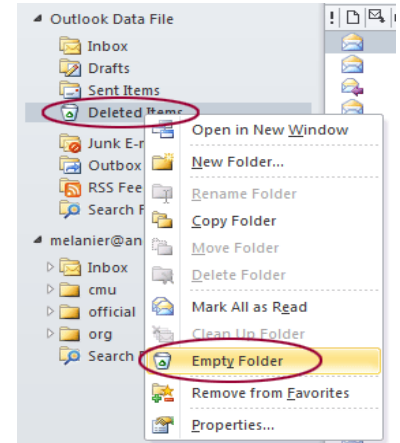 Outlook Data File
Inbox
Drafts
Sent Items
Deleted Items
Open in New Window
Junk E-
New Folder...
Outbox
RSS Fee
Rename Folder
Search F
Copy Folder
melanier@an
Move Folder
Inbox
Delete Folder
cmu
Mark All as Read
official
Clean Up Folder
org
Search
Empty Folder
Remove from Favorites
Properties...